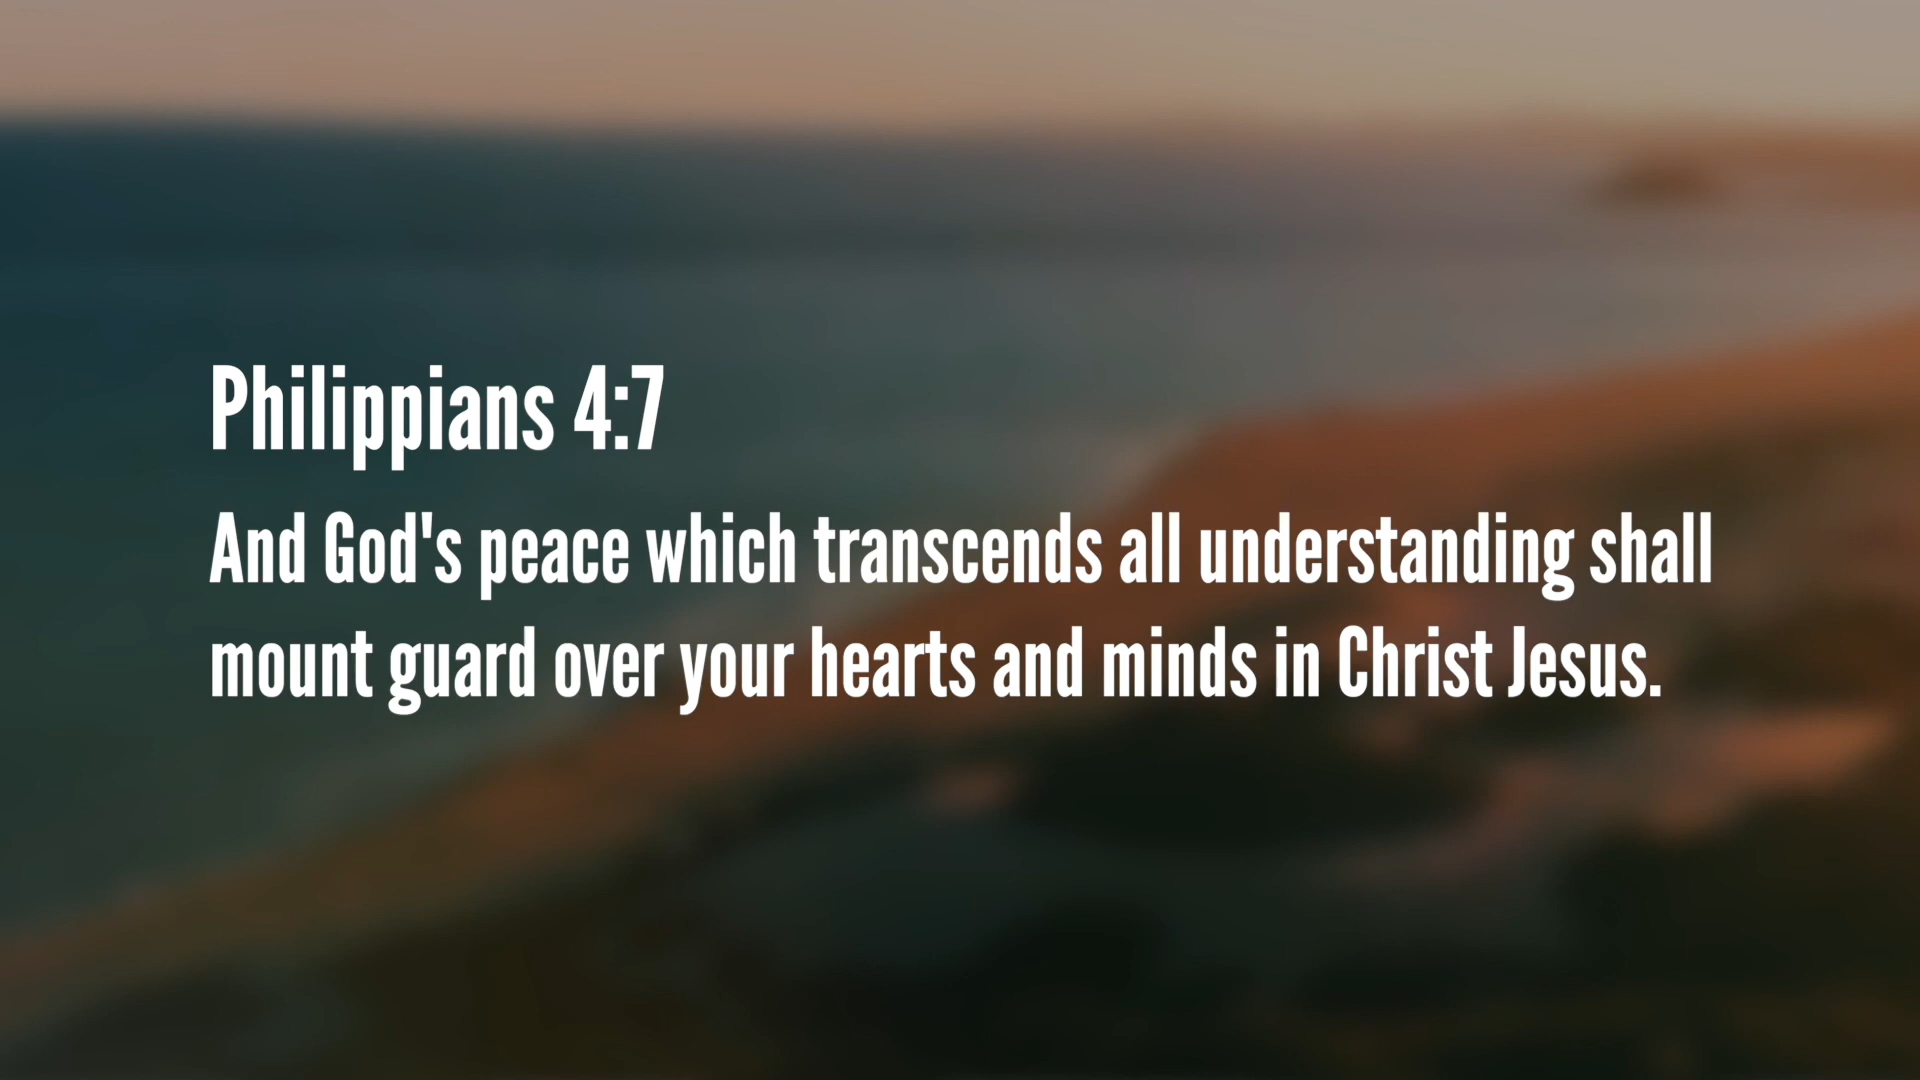 Philippians 4:7
And God's peace which transcends all understanding shall
mount guard over your hearts and minds in Christ Jesus.